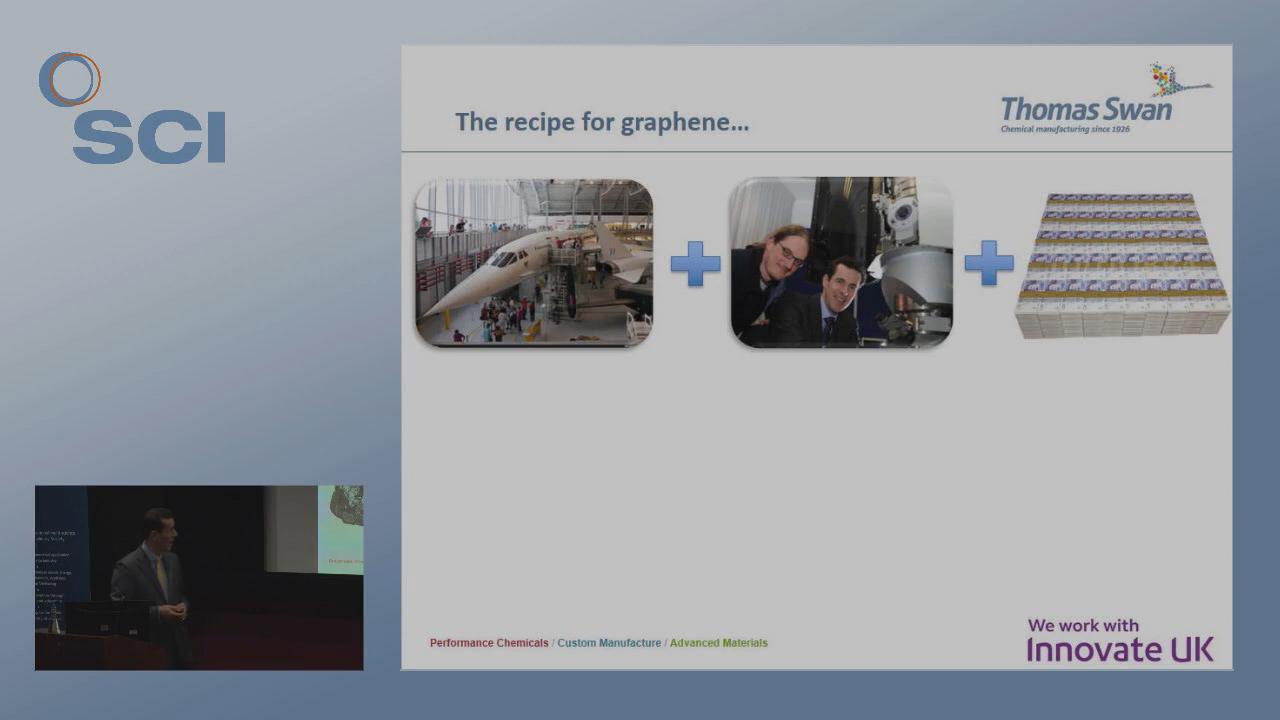 SCI
The recipe for graphene...
Thomas Swan
Chemical manufacturing since 1926
Performance Chemicals / Custom Manufacture / Advanced Materials
We work with
Innovate UK